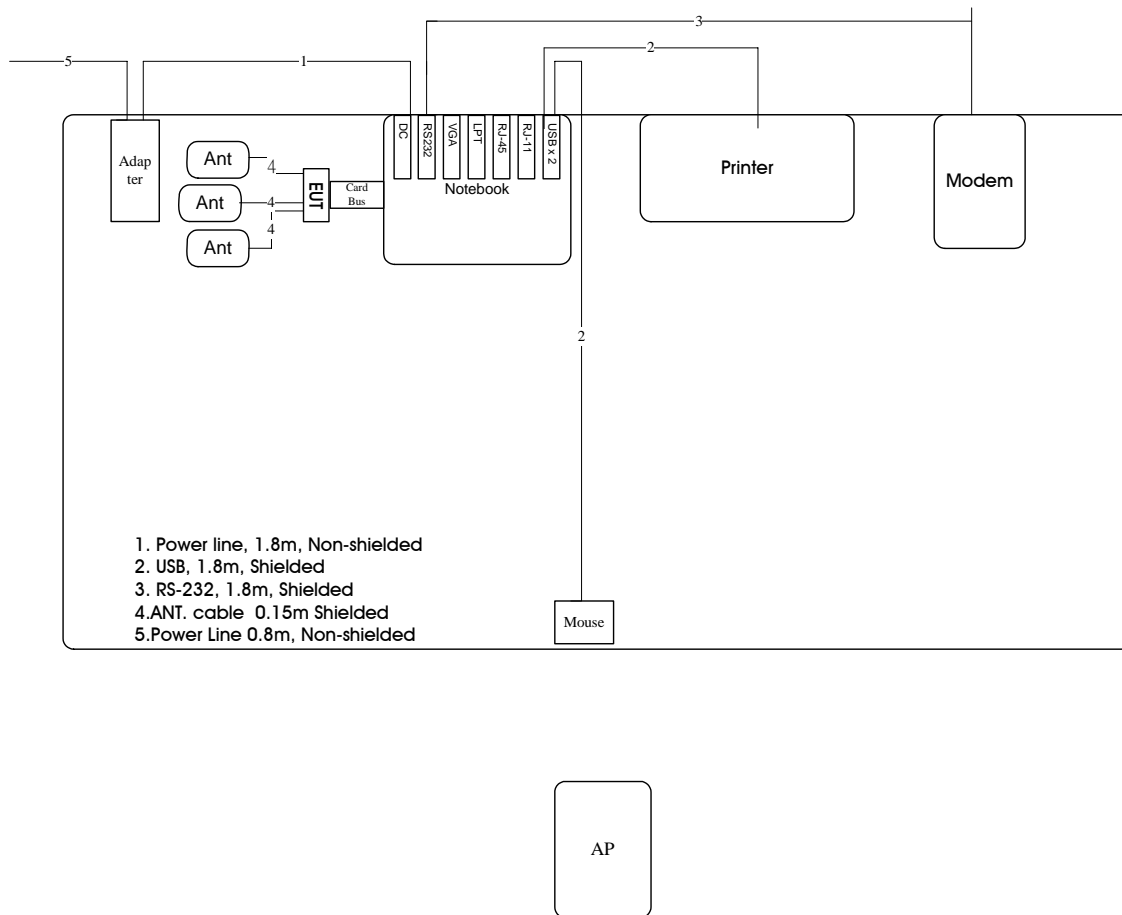 3
2
5
1
DC
RS232
VGA
LPT
RJ-45
RJ-11
USB x 2
Adap
ter
Ant
4
EUT
Card
Bus
Notebook
Printer
Modem
Ant
4
4
Ant
2
1. Power line, 1.8m, Non-shielded
2. USB, 1.8m, Shielded
3. RS-232, 1.8m, Shielded
4.ANT. cable 0.15m Shielded
5.Power Line 0.8m, Non-shielded
Mouse
AP